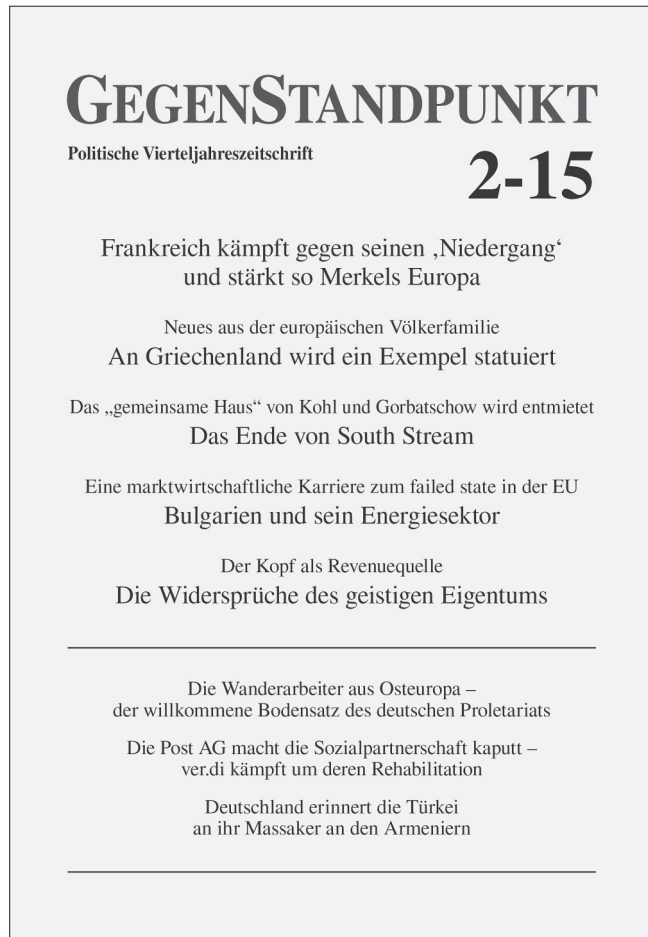 GEGENSTANDPUNKT
Politische Vierteljahreszeitschrift
2-15
Frankreich kämpft gegen seinen ‚Niedergang‘
und stärkt so Merkels Europa
Neues aus der europäischen Völkerfamilie
An Griechenland wird ein Exempel statuiert
Das „gemeinsame Haus“ von Kohl und Gorbatschow wird entmietet
Das Ende von South Stream
Eine marktwirtschaftliche Karriere zum failed state in der EU
Bulgarien und sein Energiesektor
Der Kopf als Revenuequelle
Die Widersprüche des geistigen Eigentums
Die Wanderarbeiter aus Osteuropa –
der willkommene Bodensatz des deutschen Proletariats
Die Post AG macht die Sozialpartnerschaft kaputt –
ver.di kämpft um deren Rehabilitation
Deutschland erinnert die Türkei
an ihr Massaker an den Armeniern